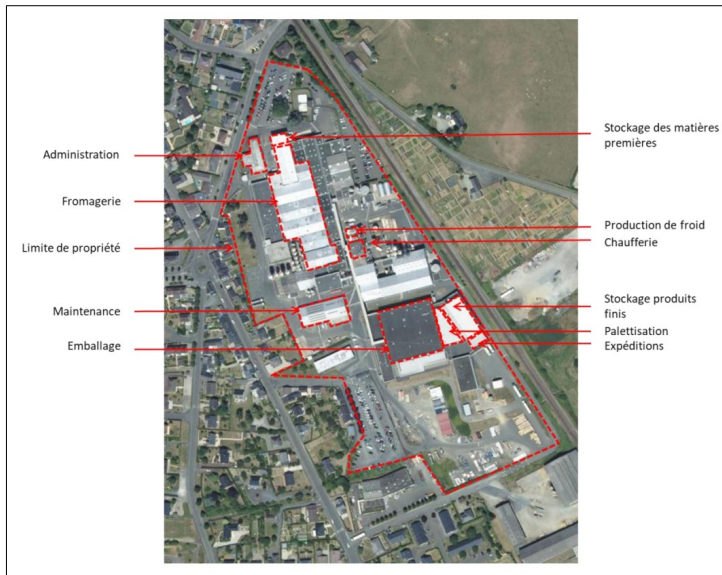 Administration
Fromagerie
Limite de propriété
Maintenance
Emballage
Stockage des matières
premières
Production de froid
Chaufferie
Stockage produits
finis
Palettisation
Expéditions